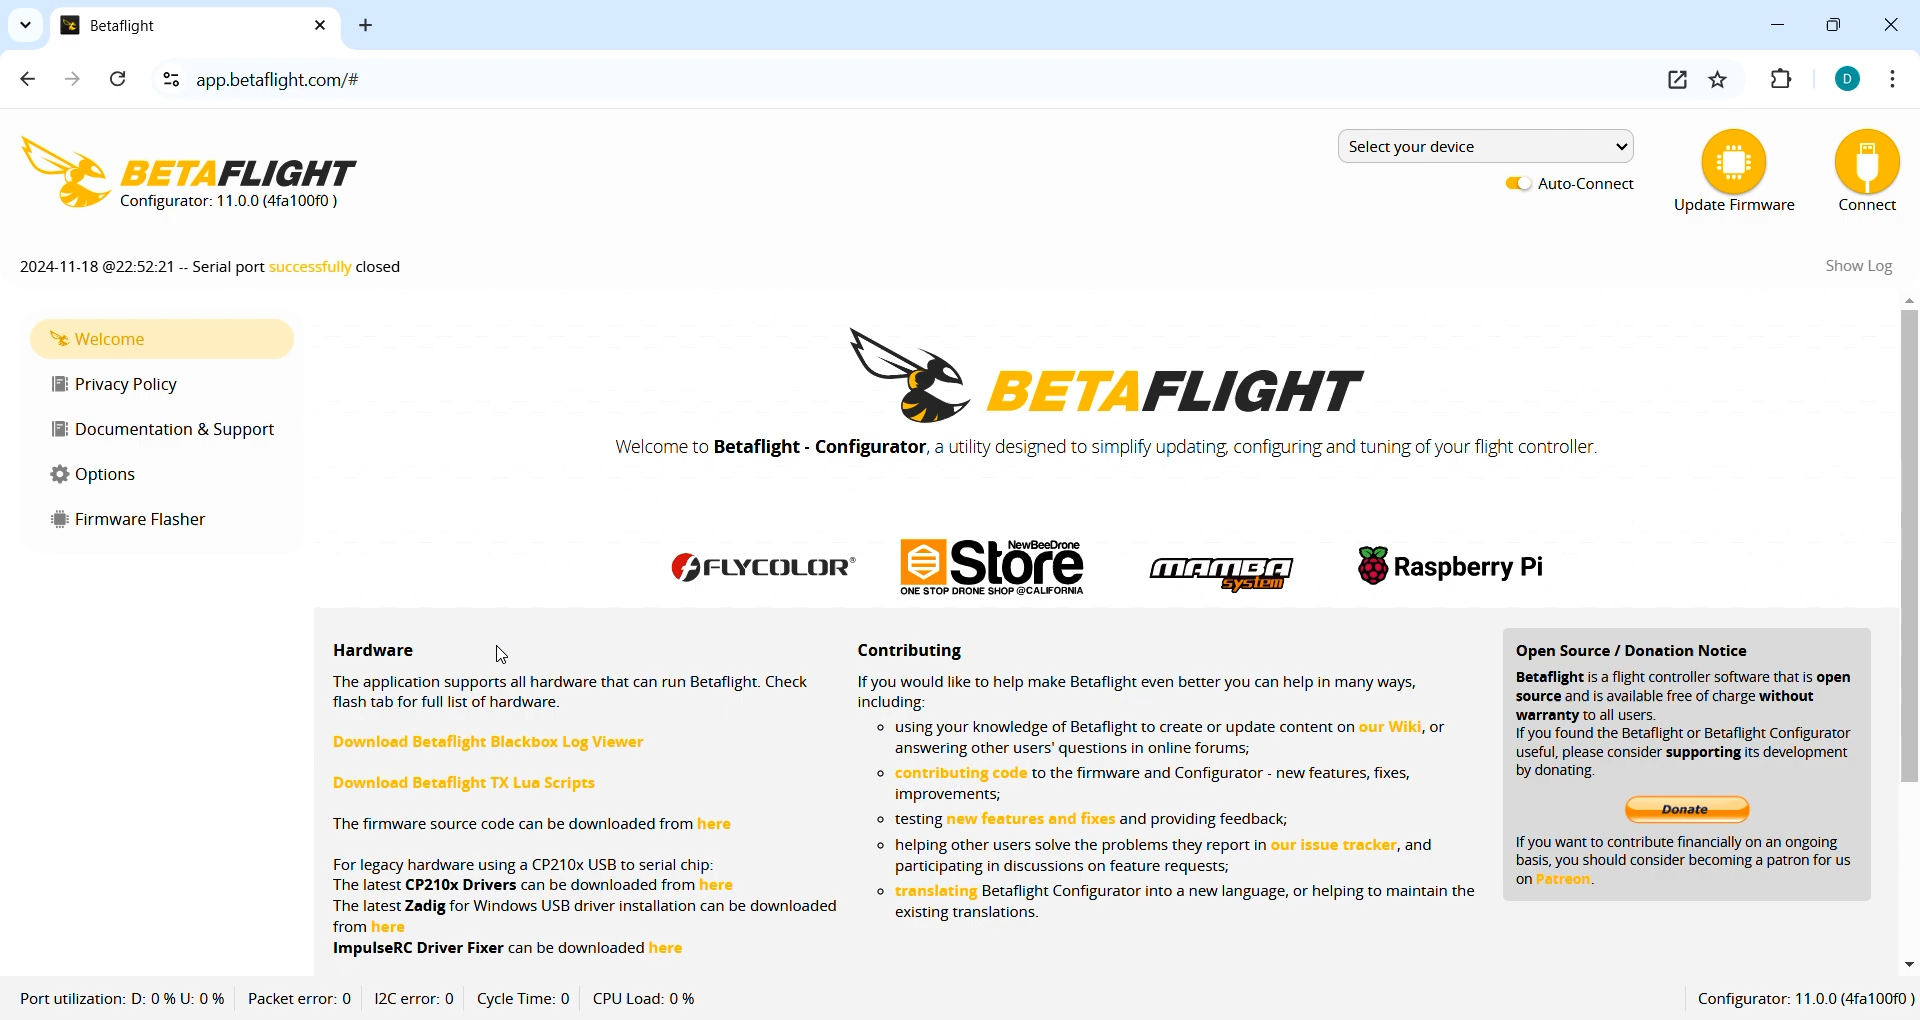 Betaflight
app.betaflight.com/#
D
BETAFLIGHT
Configurator: 11.0.0 (4fa100f0 )
Select your device
Auto-Connect
Update Firmware
Connect
2024-11-18 @22:52:21 -- Serial port successfully closed
Show Log
Welcome
Privacy Policy
Documentation & Support
Options
Firmware Flasher
BETAFLIGHT
Welcome to Betaflight - Configurator, a utility designed to simplify updating, configuring and tuning of your flight controller.
FLYCOLOR®
NewBeeDrone
Store
ONE STOP DRONE SHOP @CALIFORNIA
MAMBA
system
Raspberry Pi
Hardware
The application supports all hardware that can run Betaflight. Check
flash tab for full list of hardware.
Download Betaflight Blackbox Log Viewer
Download Betaflight TX Lua Scripts
The firmware source code can be downloaded from here
For legacy hardware using a CP210x USB to serial chip:
The latest CP210x Drivers can be downloaded from here
The latest Zadig for Windows USB driver installation can be downloaded
from here
ImpulseRC Driver Fixer can be downloaded here
Contributing
If you would like to help make Betaflight even better you can help in many ways,
including:
using your knowledge of Betaflight to create or update content on our Wiki, or
answering other users' questions in online forums;
contributing code to the firmware and Configurator - new features, fixes,
improvements;
testing new features and fixes and providing feedback;
helping other users solve the problems they report in our issue tracker, and
participating in discussions on feature requests;
translating Betaflight Configurator into a new language, or helping to maintain the
existing translations.
Open Source / Donation Notice
Betaflight is a flight controller software that is open
source and is available free of charge without
warranty to all users.
If you found the Betaflight or Betaflight Configurator
useful, please consider supporting its development
by donating.
Donate
If you want to contribute financially on an ongoing
basis, you should consider becoming a patron for us
on Patreon.
Port utilization: D: 0 % U: 0 %
Packet error: 0
I2C error: 0
Cycle Time: 0
CPU Load: 0 %
Configurator: 11.0.0 (4fa100f0 )